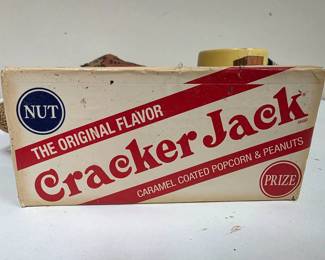 NUT
THE ORIGINAL FLAVOR
Cracker Jack®
CARAMEL COATED POPCORN & PEANUTS
PRIZE